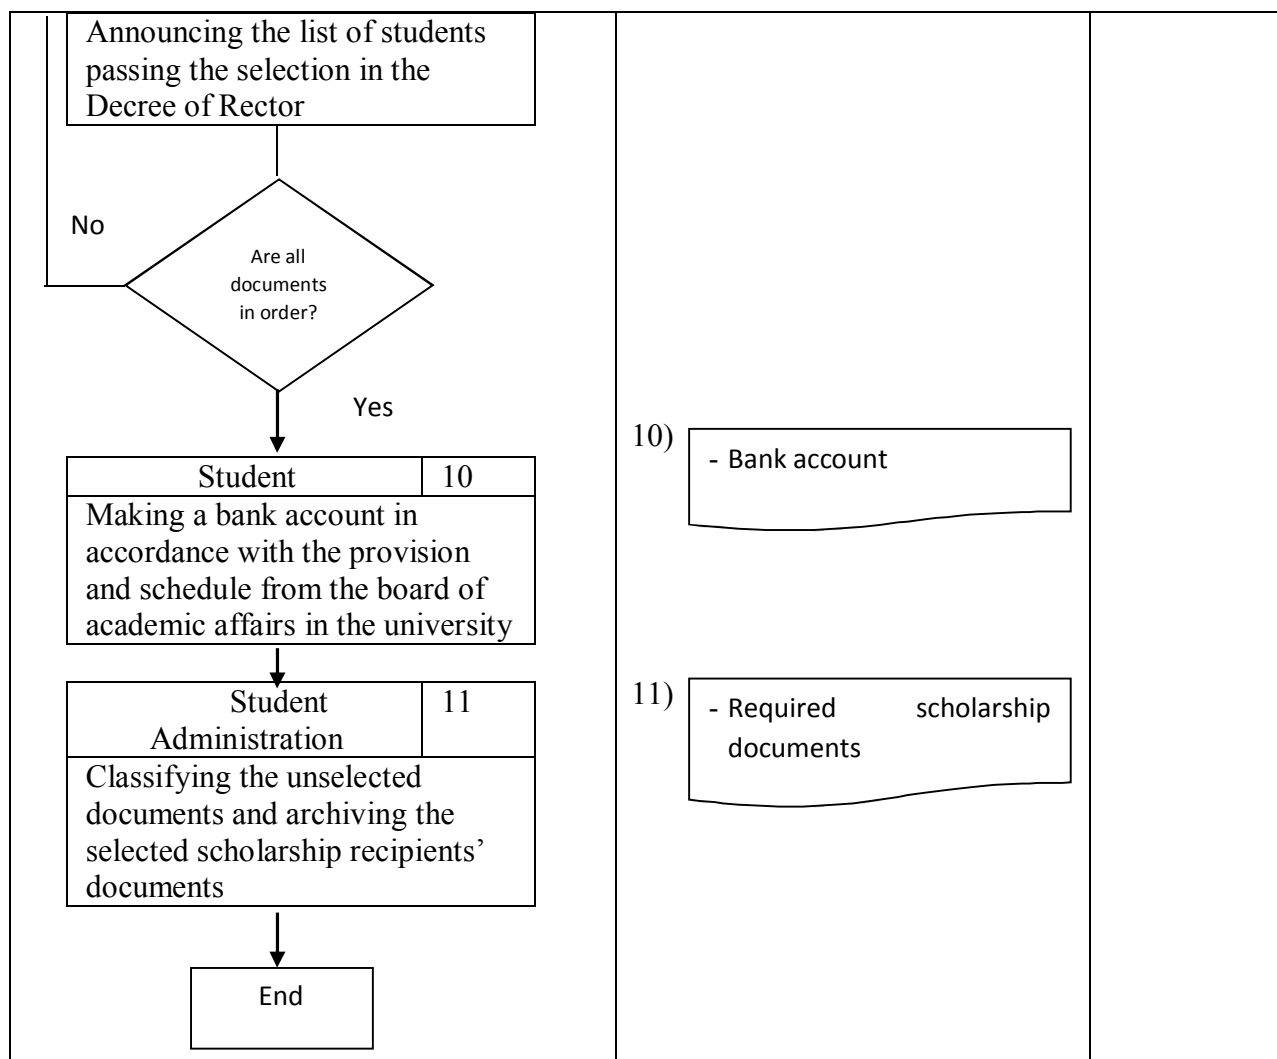 Announcing the list of students
passing the selection in the
Decree of Rector
No
Are all
documents
in order?
Yes
Student 10
Making a bank account in
accordance with the provision
and schedule from the board of
academic affairs in the university
10)
- Bank account
Student 11
Administration
Classifying the unselected
documents and archiving the
selected scholarship recipients’
documents
11)
- Required scholarship
documents
End